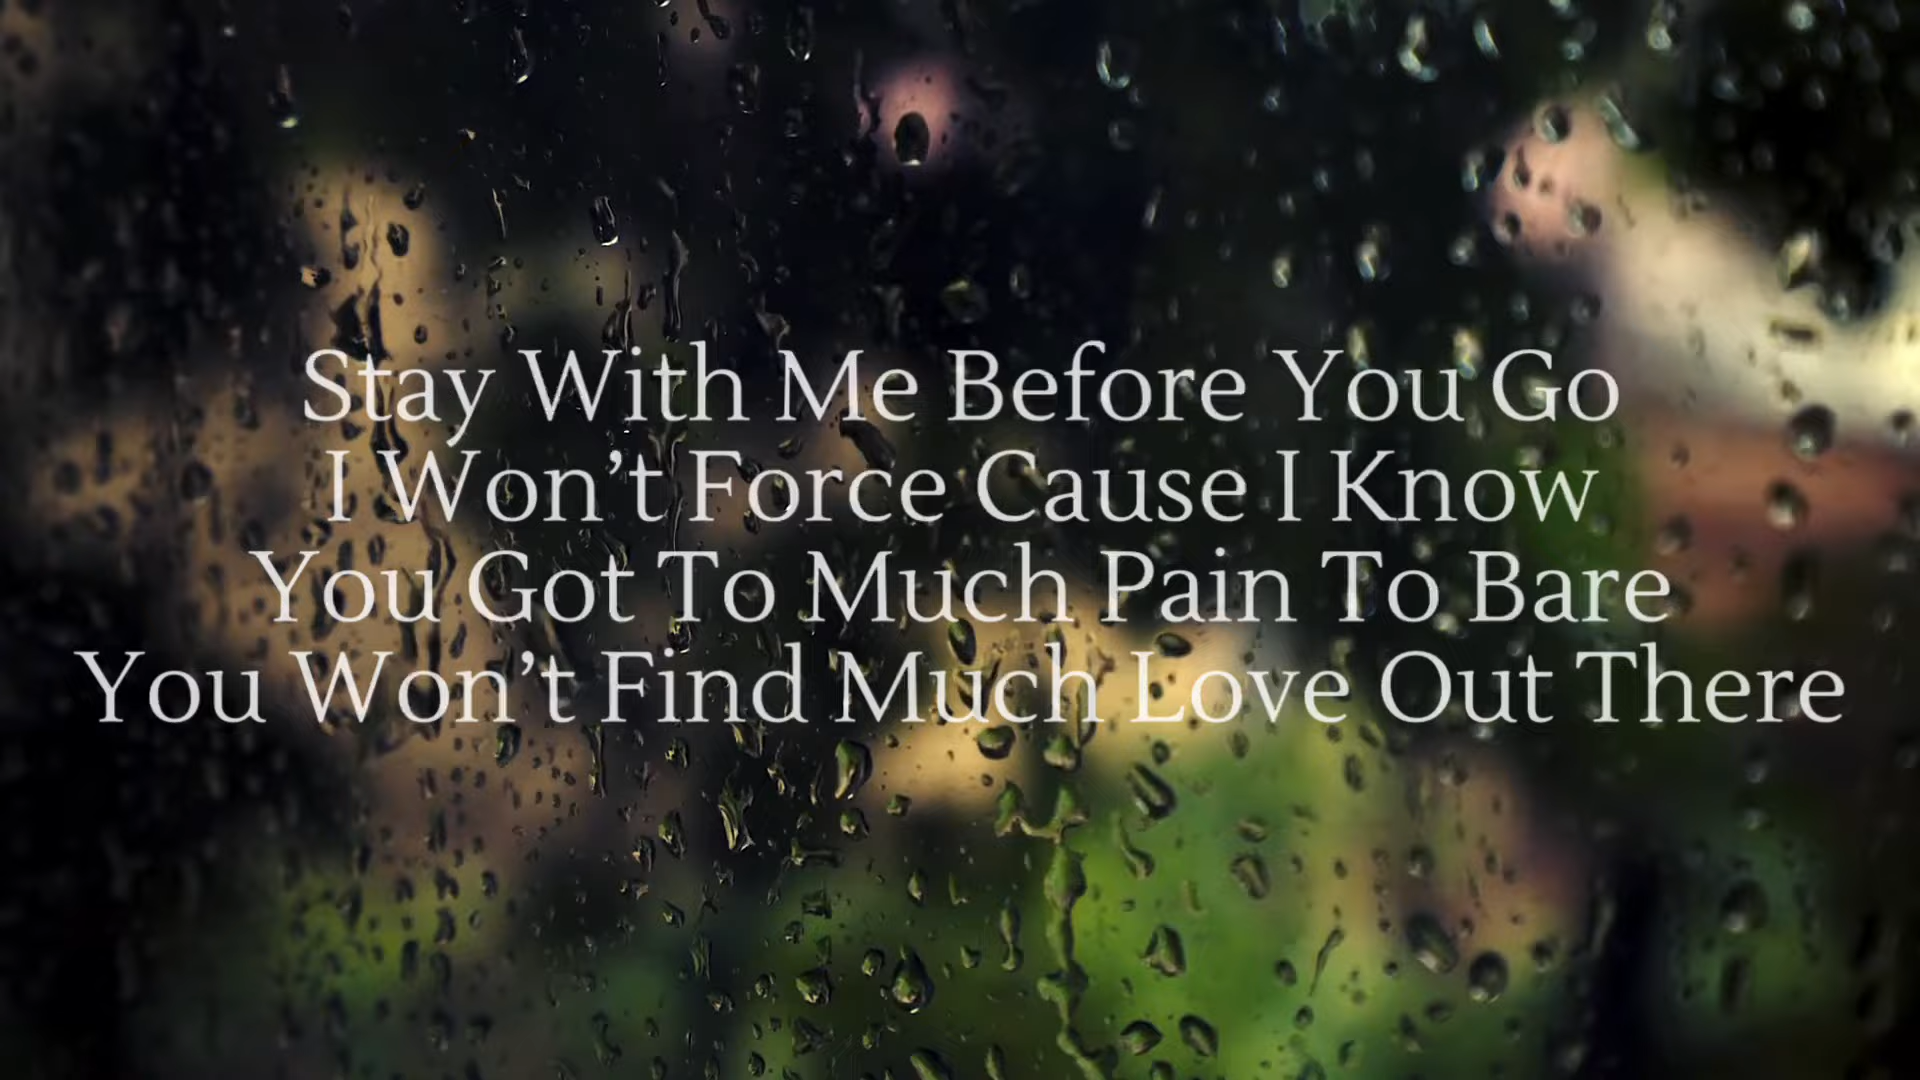 Stay With Me Before You Go
I Won’t Force Cause I Know
You Got To Much Pain To Bare
You Won’t Find Much Love Out There